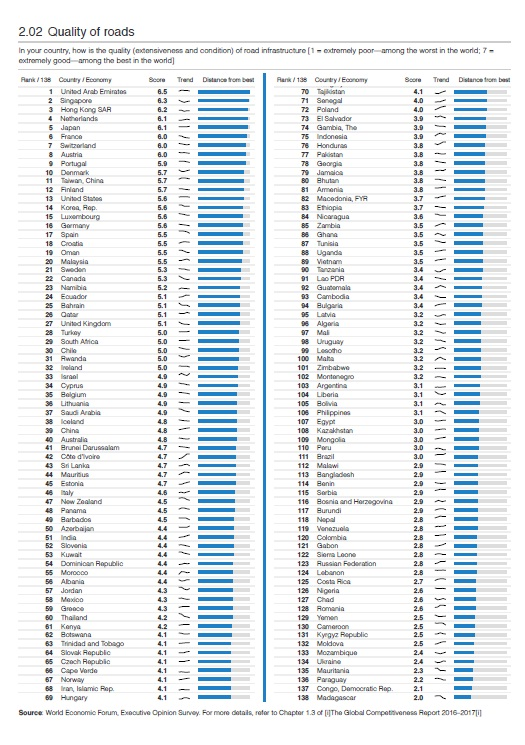 2.02 Quality of roads
In your country, how is the quality (extensiveness and condition) of road infrastructure [1 = extremely poor—among the worst in the world; 7 =
extremely good—among the best in the world]
Rank / 138 Country / Economy Score Trend Distance from best
1 United Arab Emirates 6.5
2 Singapore 6.3
3 Hong Kong SAR 6.2
4 Netherlands 6.1
5 Japan 6.1
6 France 6.0
7 Switzerland 6.0
8 Austria 6.0
9 Portugal 5.9
10 Denmark 5.7
11 Taiwan, China 5.7
12 Finland 5.7
13 United States 5.6
14 Korea, Rep. 5.6
15 Luxembourg 5.6
16 Germany 5.6
17 Spain 5.5
18 Croatia 5.5
19 Oman 5.5
20 Malaysia 5.5
21 Sweden 5.3
22 Canada 5.3
23 Namibia 5.2
24 Ecuador 5.1
25 Bahrain 5.1
26 Qatar 5.1
27 United Kingdom 5.1
28 Turkey 5.0
29 South Africa 5.0
30 Chile 5.0
31 Rwanda 5.0
32 Ireland 5.0
33 Israel 4.9
34 Cyprus 4.9
35 Belgium 4.9
36 Lithuania 4.9
37 Saudi Arabia 4.9
38 Iceland 4.8
39 China 4.8
40 Australia 4.8
41 Brunei Darussalam 4.7
42 Côte d'Ivoire 4.7
43 Sri Lanka 4.7
44 Mauritius 4.7
45 Estonia 4.7
46 Italy 4.6
47 New Zealand 4.5
48 Panama 4.5
49 Barbados 4.5
50 Azerbaijan 4.4
51 India 4.4
52 Slovenia 4.4
53 Kuwait 4.4
54 Dominican Republic 4.4
55 Morocco 4.4
56 Albania 4.4
57 Jordan 4.3
58 Mexico 4.3
59 Greece 4.3
60 Thailand 4.2
61 Kenya 4.2
62 Botswana 4.1
63 Trinidad and Tobago 4.1
64 Slovak Republic 4.1
65 Czech Republic 4.1
66 Cape Verde 4.1
67 Norway 4.1
68 Iran, Islamic Rep. 4.1
69 Hungary 4.1
Rank / 138 Country / Economy Score Trend Distance from best
70 Tajikistan 4.1
71 Senegal 4.0
72 Poland 4.0
73 El Salvador 3.9
74 Gambia, The 3.9
75 Indonesia 3.9
76 Honduras 3.8
77 Pakistan 3.8
78 Georgia 3.8
79 Jamaica 3.8
80 Bhutan 3.8
81 Armenia 3.8
82 Macedonia, FYR 3.7
83 Ethiopia 3.7
84 Nicaragua 3.6
85 Zambia 3.5
86 Ghana 3.5
87 Tunisia 3.5
88 Uganda 3.5
89 Vietnam 3.5
90 Tanzania 3.4
91 Lao PDR 3.4
92 Guatemala 3.4
93 Cambodia 3.4
94 Bulgaria 3.4
95 Latvia 3.2
96 Algeria 3.2
97 Mali 3.2
98 Uruguay 3.2
99 Lesotho 3.2
100 Malta 3.2
101 Zimbabwe 3.2
102 Montenegro 3.2
103 Argentina 3.1
104 Liberia 3.1
105 Bolivia 3.1
106 Philippines 3.1
107 Egypt 3.0
108 Kazakhstan 3.0
109 Mongolia 3.0
110 Peru 3.0
111 Brazil 3.0
112 Malawi 2.9
113 Bangladesh 2.9
114 Benin 2.9
115 Serbia 2.9
116 Bosnia and Herzegovina 2.9
117 Burundi 2.9
118 Nepal 2.8
119 Venezuela 2.8
120 Colombia 2.8
121 Gabon 2.8
122 Sierra Leone 2.8
123 Russian Federation 2.8
124 Lebanon 2.8
125 Costa Rica 2.7
126 Nigeria 2.6
127 Chad 2.6
128 Romania 2.6
129 Yemen 2.5
130 Cameroon 2.5
131 Kyrgyz Republic 2.5
132 Moldova 2.5
133 Mozambique 2.4
134 Ukraine 2.4
135 Mauritania 2.3
136 Paraguay 2.2
137 Congo, Democratic Rep. 2.1
138 Madagascar 2.0
Source: World Economic Forum, Executive Opinion Survey. For more details, refer to Chapter 1.3 of [i]The Global Competitiveness Report 2016–2017[i]